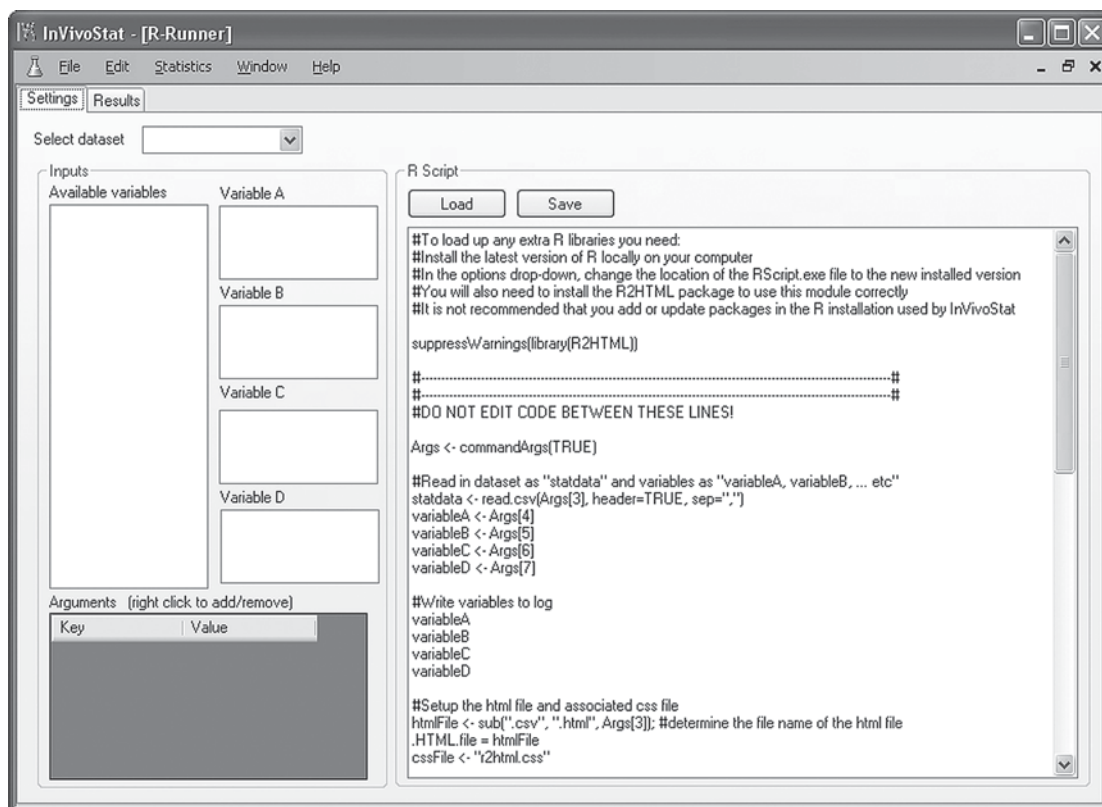 InVivoStat - [R-Runner]
File Edit Statistics Window Help
Settings Results
Select dataset
Inputs
Available variables
Variable A
Variable B
Variable C
Variable D
Arguments (right click to add/remove)
Key Value
R Script
Load Save
#To load up any extra R libraries you need:
#Install the latest version of R locally on your computer
#In the options drop-down, change the location of the RScript.exe file to the new installed version
#You will also need to install the R2HTML package to use this module correctly
#It is not recommended that you add or update packages in the R installation used by InVivoStat
suppressWarnings(library(R2HTML))
#----------------------------------------------------------------------------------------------------------------------#
#----------------------------------------------------------------------------------------------------------------------#
#DO NOT EDIT CODE BETWEEN THESE LINES!
Args <- commandArgs(TRUE)
#Read in dataset as "statdata" and variables as "variableA, variableB, ... etc"
statdata <- read.csv(Args[3], header=TRUE, sep=",")
variableA <- Args[4]
variableB <- Args[5]
variableC <- Args[6]
variableD <- Args[7]
#Write variables to log
variableA
variableB
variableC
variableD
#Setup the html file and associated css file
htmlFile <- sub(".csv", ".html", Args[3]); #determine the file name of the html file
.HTML.file = htmlFile
cssFile <- "r2html.css"